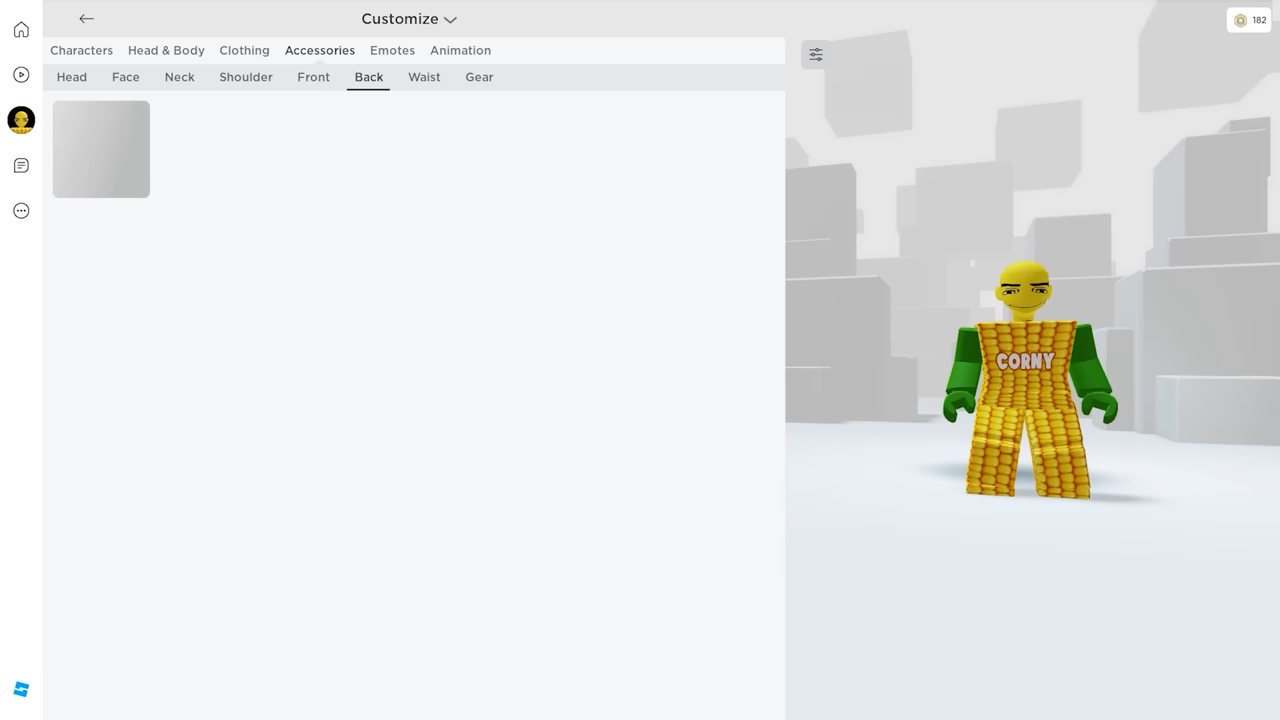 Customize
182
Characters Head & Body Clothing Accessories Emotes Animation
Head Face Neck Shoulder Front Back Waist Gear
CORNY